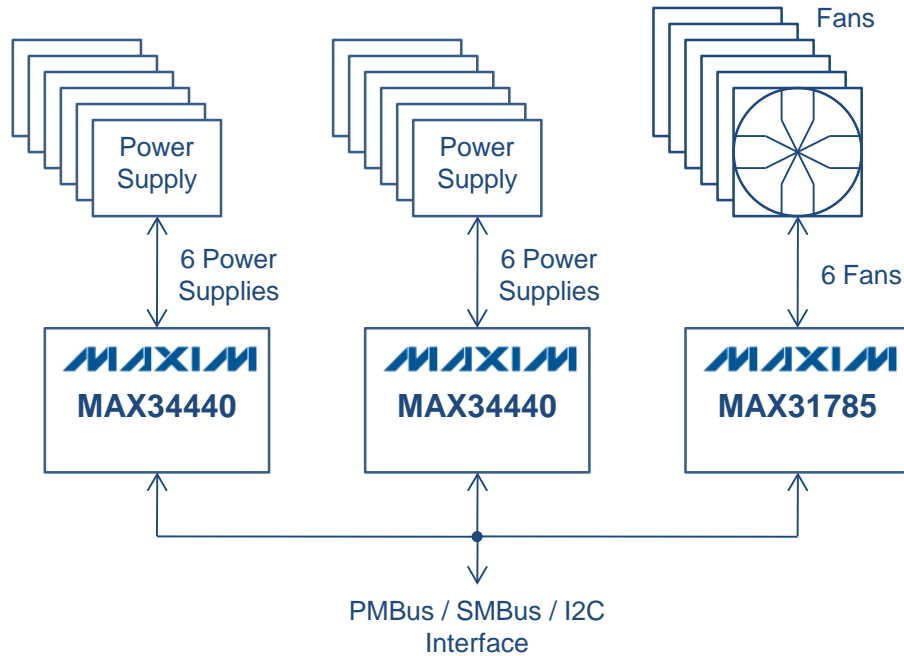 Fans
Power
Supply
Power
Supply
6 Power
Supplies
6 Power
Supplies
6 Fans
MAXIM
MAX34440
MAXIM
MAX34440
MAXIM
MAX31785
PMBus / SMBus / I2C
Interface